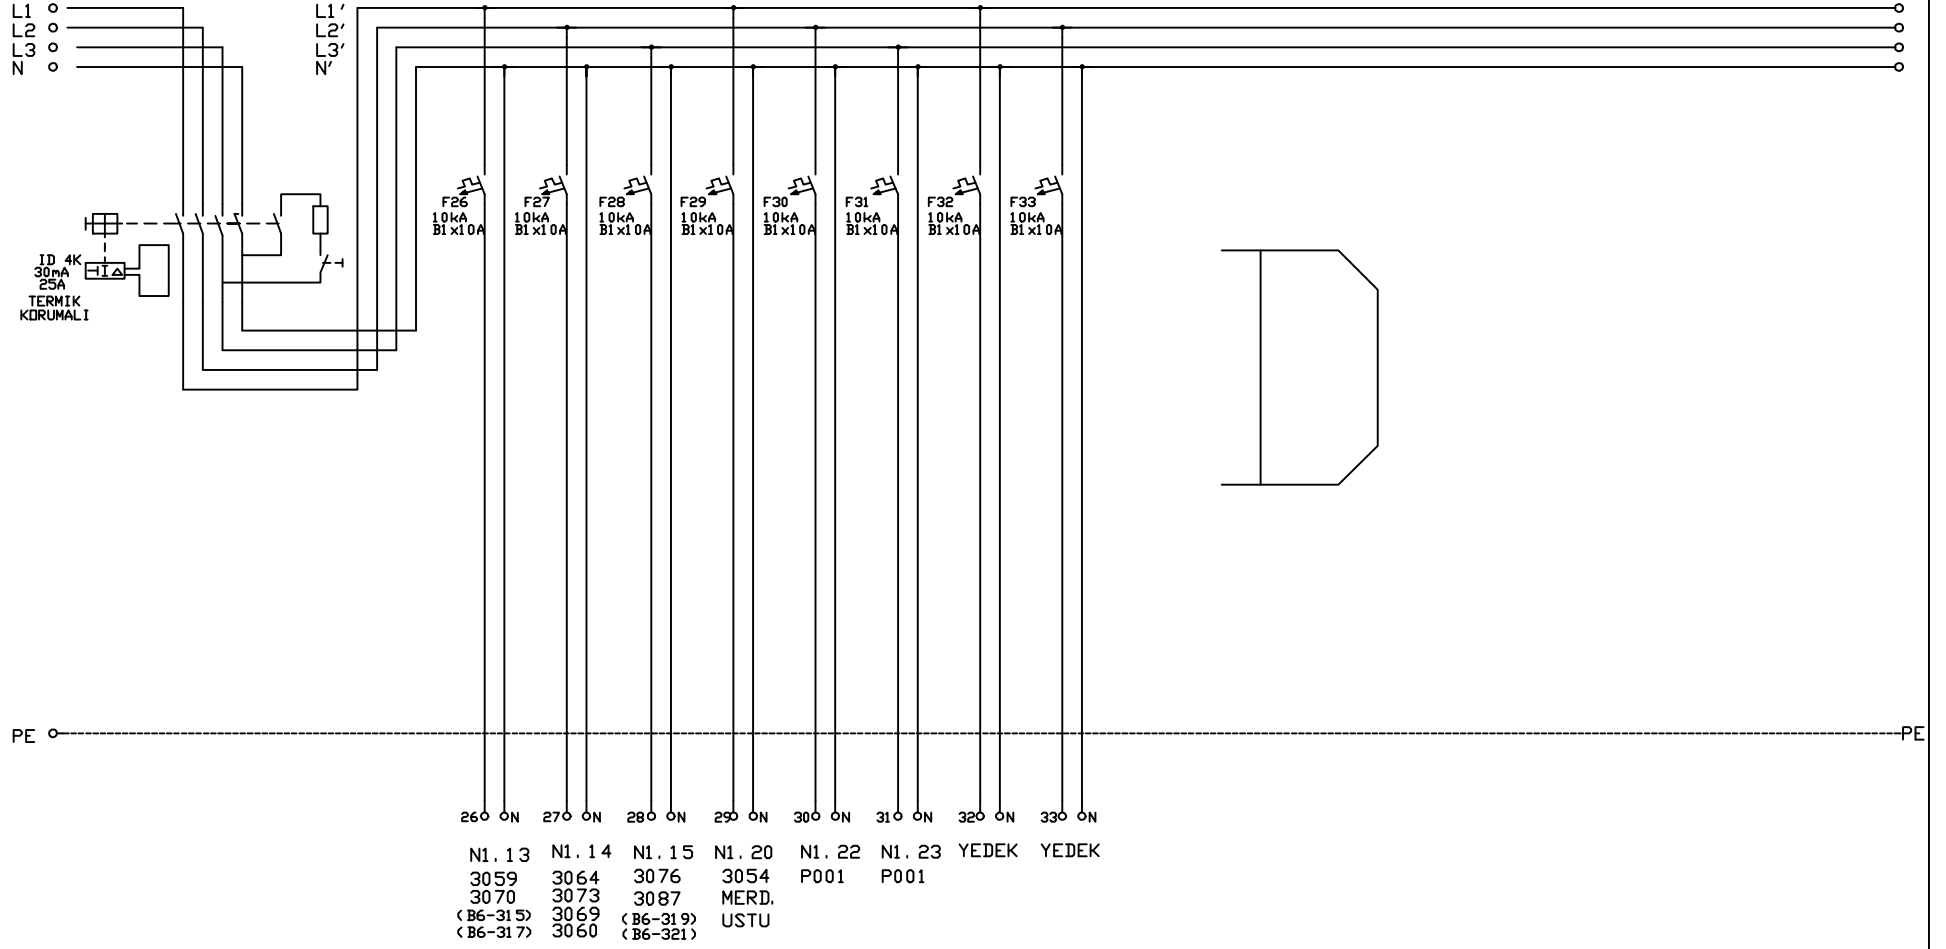 L1 L1'
L2 L2'
L3 L3'
N N'
F26 F27 F28 F29 F30 F31 F32 F33
10kA 10kA 10kA 10kA 10kA 10kA 10kA 10kA
B1x10A B1x10A B1x10A B1x10A B1x10A B1x10A B1x10A B1x10A
ID 4K
30mA
25A
TERMIK
KORUMALI
PE PE
26 N 27 N 28 N 29 N 30 N 31 N 32 N 33 N
N1.13 N1.14 N1.15 N1.20 N1.22 N1.23 YEDEK YEDEK
3059 3064 3076 3054 P001 P001
3070 3073 3087 MERD.
(B6-315) 3069 (B6-319) USTU
(B6-317) 3060 (B6-321)